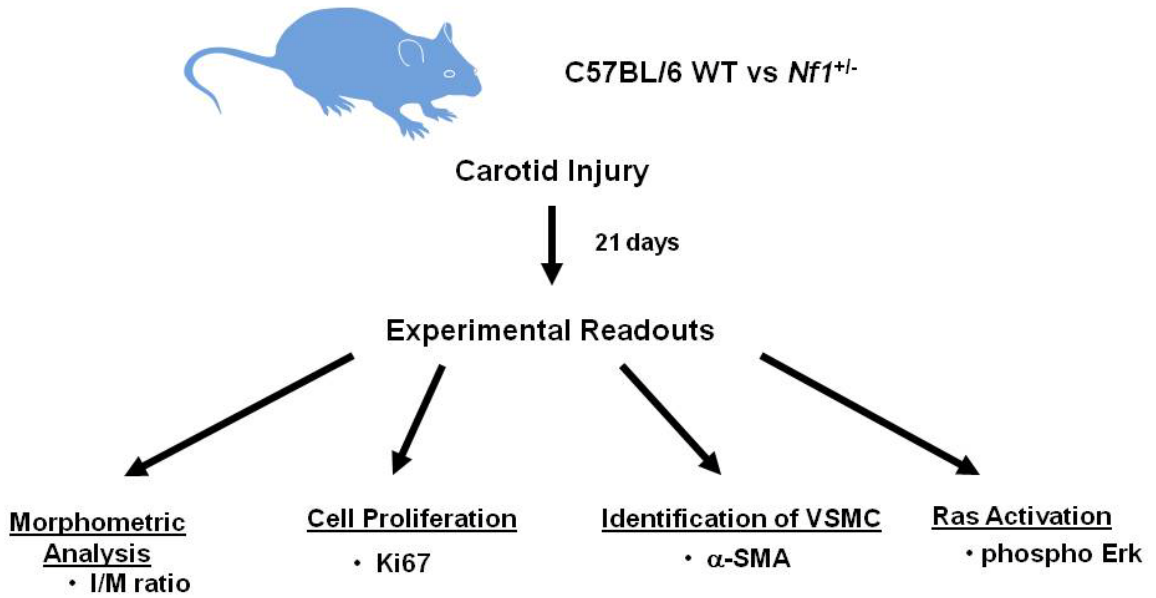 C57BL/6 WT vs Nf1+/-
Carotid Injury
21 days
Experimental Readouts
Morphometric
Analysis
• I/M ratio
Cell Proliferation
• Ki67
Identification of VSMC
• α-SMA
Ras Activation
• phospho Erk